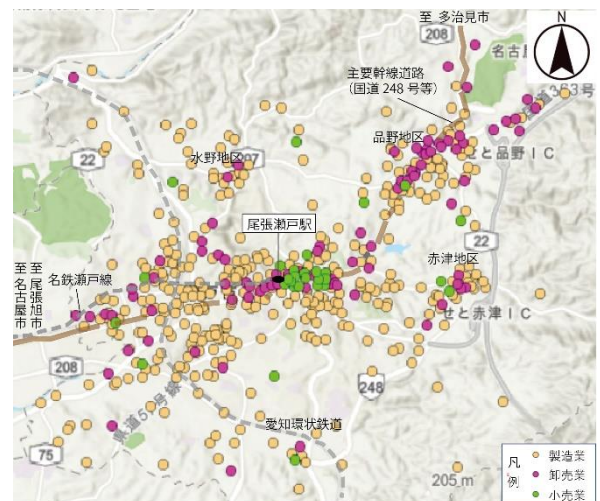 至 多治見市
N
208
主要幹線道路
(国道 248 号等)
品野地区
22
水野地区
せと品野ＩＣ
尾張瀬戸駅
22
赤津地区
至 名古屋市
至 尾張旭市
名鉄瀬戸線
せと赤津ＩＣ
208
248
愛知環状鉄道
75
205 m
凡例
製造業
卸売業
小売業